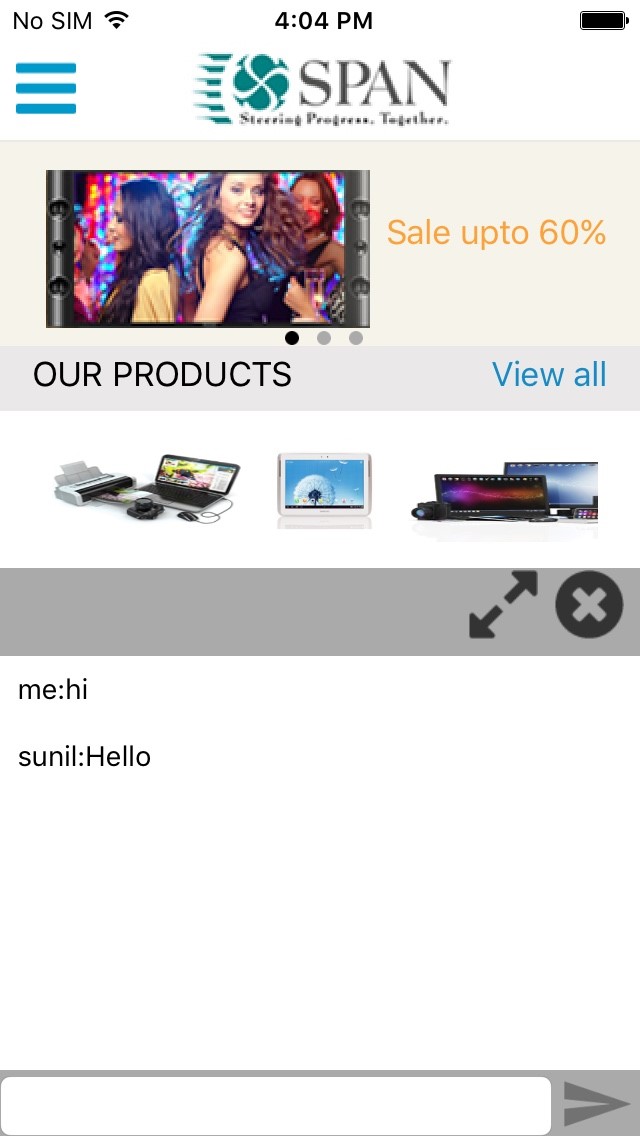 No SIM 4:04 PM
SPAN
Steering Progress. Together.
Sale upto 60%
OUR PRODUCTS View all
me:hi
sunil:Hello